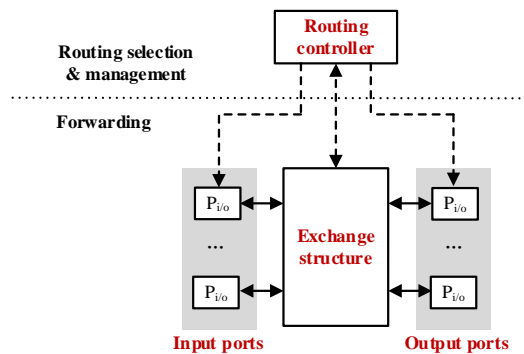 Routing
controller
Routing selection
& management
Forwarding
Pi/o
Pi/o
...
...
Exchange
structure
Pi/o
Pi/o
Input ports
Output ports